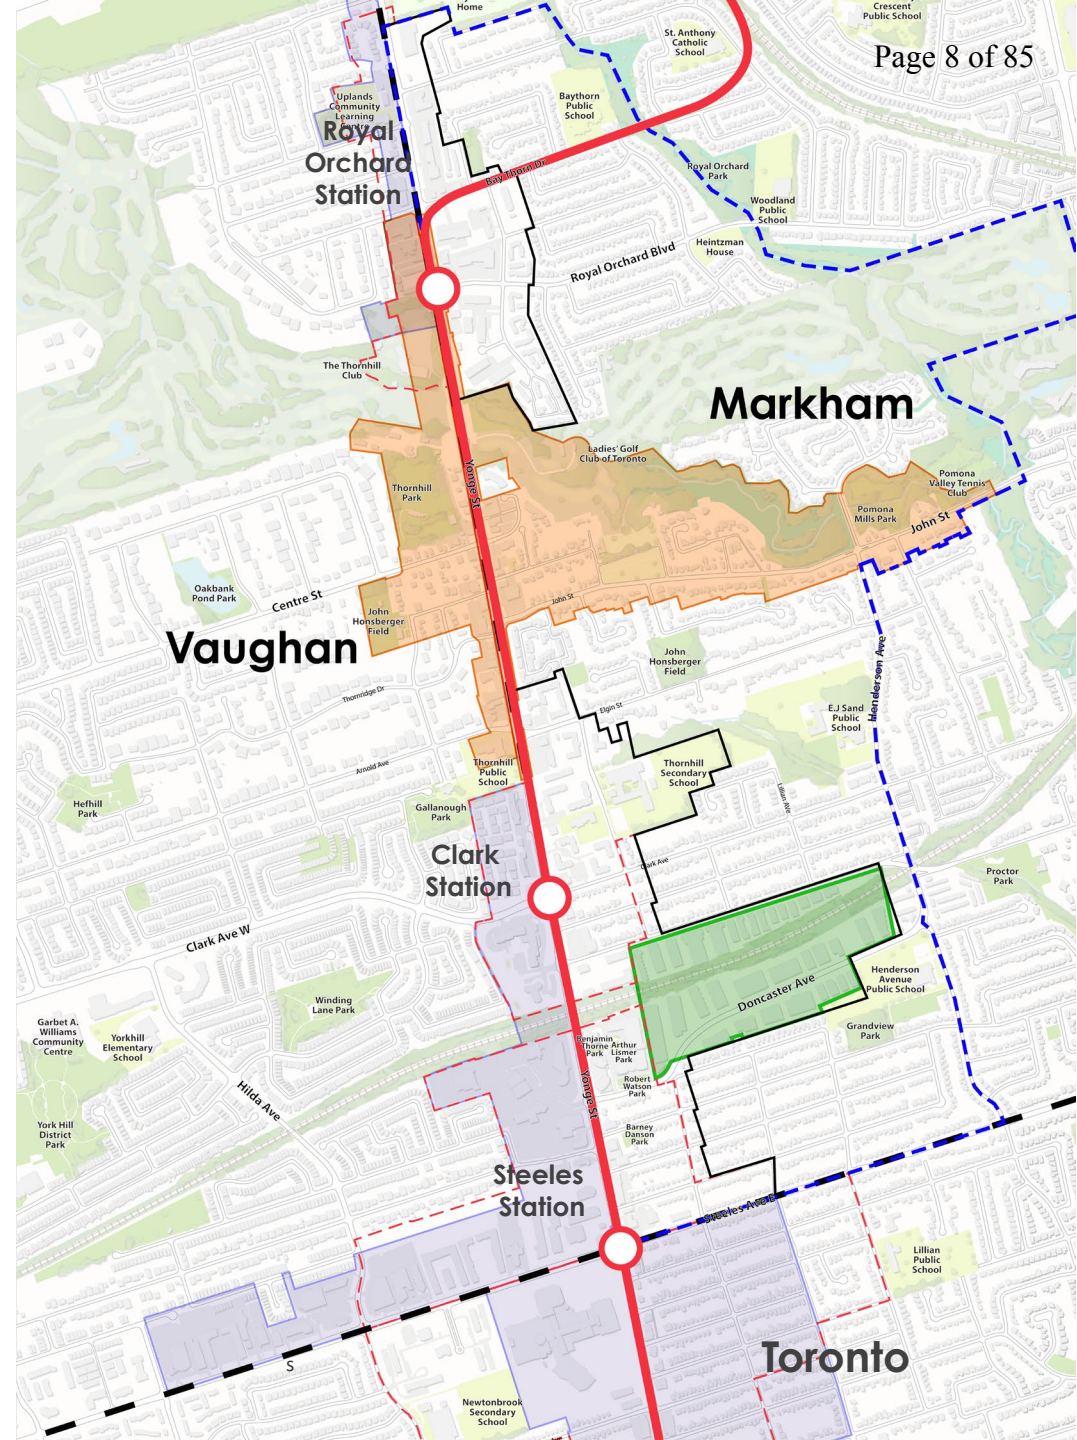 Home
Crescent
Public School
St. Anthony
Catholic
School
Page 8 of 85
Uplands
Community
Learning
Baythorn
Public
School
Royal
Orchard
Station
Bay Thorn Dr
Royal Orchard
Park
Woodland
Public
School
Heintzman
House
Royal Orchard Blvd
The Thornhill
Club
Markham
Ladies' Golf
Club of Toronto
Yonge St
Thornhill
Park
Pomona
Valley Tennis
Club
Pomona
Mills Park
John St
Oakbank
Pond Park
Centre St
John
Honsberger
Field
John St
Vaughan
John
Honsberger
Field
Henderson Ave
Thornridge Dr
Elgin St
E.J Sand
Public
School
Arnold Ave
Thornhill
Public
School
Thornhill
Secondary
School
Lillian Ave
Hefhill
Park
Gallanough
Park
Clark
Station
Clark Ave
Proctor
Park
Clark Ave W
Doncaster Ave
Henderson
Avenue
Public School
Winding
Lane Park
Garbet A.
Williams
Community
Centre
Yorkhill
Elementary
School
Grandview
Park
Benjamin
Thorne
Park
Arthur
Lismer
Park
Yonge St
Robert
Watson
Park
Hilda Ave
York Hill
District
Park
Barney
Danson
Park
Steeles
Station
Steeles Ave E
Lillian
Public
School
S
Toronto
Newtonbrook
Secondary
School